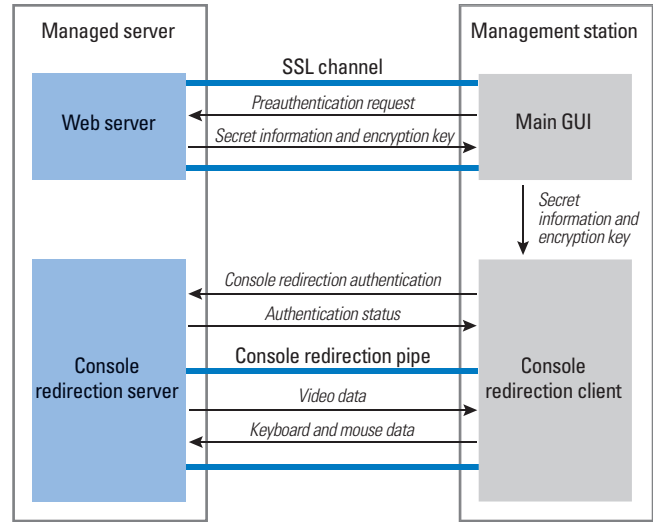 Managed server
Management station
SSL channel
Preauthentication request
Web server
Main GUI
Secret information and encryption key
Secret
information and
encryption key
Console redirection authentication
Authentication status
Console redirection pipe
Console
redirection server
Console
redirection client
Video data
Keyboard and mouse data